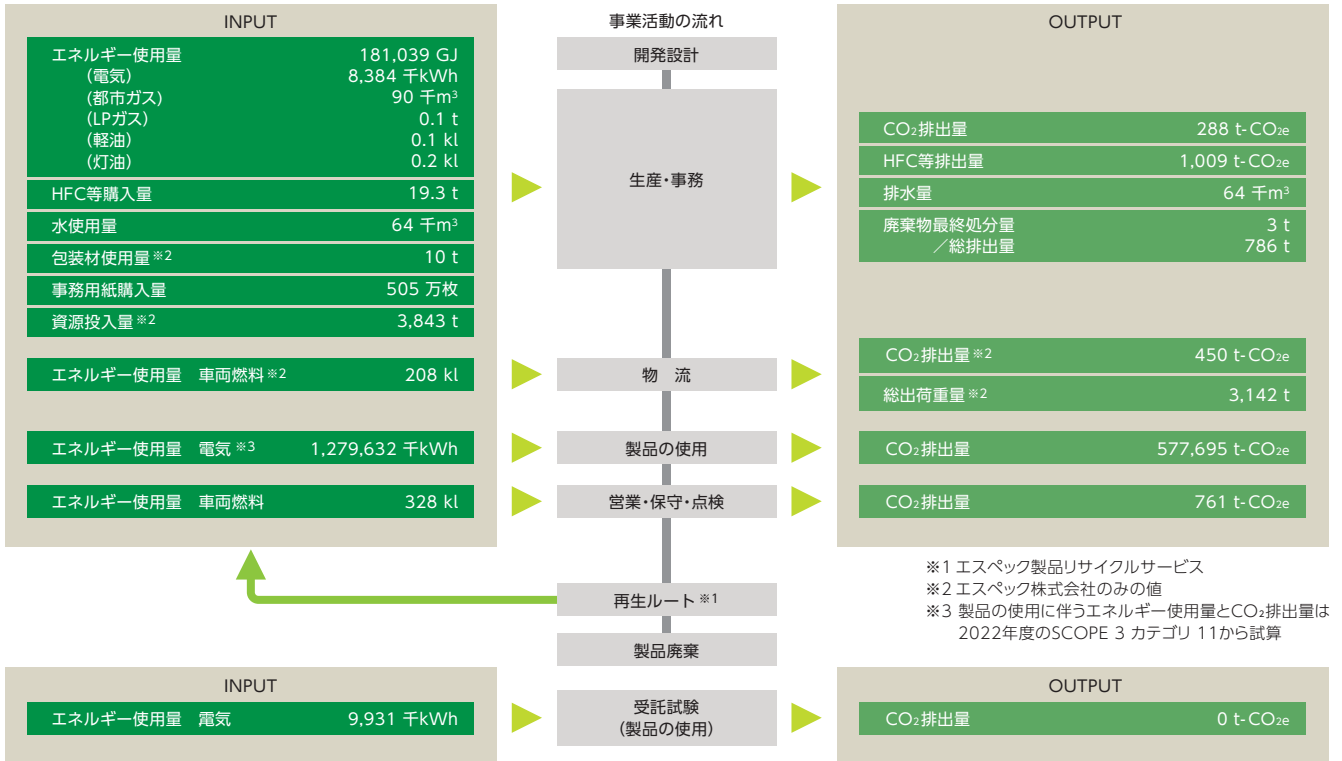 INPUT
エネルギー使用量 181,039 GJ
(電気) 8,384 千kWh
(都市ガス) 90 千m³
(LPガス) 0.1 t
(軽油) 0.1 kl
(灯油) 0.2 kl
HFC等購入量 19.3 t
水使用量 64 千m³
包装材使用量※2 10 t
事務用紙購入量 505 万枚
資源投入量※2 3,843 t
エネルギー使用量 車両燃料※2 208 kl
エネルギー使用量 電気※3 1,279,632 千kWh
エネルギー使用量 車両燃料 328 kl
事業活動の流れ
開発設計
生産・事務
物 流
製品の使用
営業・保守・点検
再生ルート※1
製品廃棄
OUTPUT
CO₂排出量 288 t-CO₂e
HFC等排出量 1,009 t-CO₂e
排水量 64 千m³
廃棄物最終処分量 3 t
／総排出量 786 t
CO₂排出量※2 450 t-CO₂e
総出荷重量※2 3,142 t
CO₂排出量 577,695 t-CO₂e
CO₂排出量 761 t-CO₂e
※1 エスペック製品リサイクルサービス
※2 エスペック株式会社のみの値
※3 製品の使用に伴うエネルギー使用量とCO₂排出量は
2022年度のSCOPE 3 カテゴリ 11から試算
INPUT
エネルギー使用量 電気 9,931 千kWh
受託試験
(製品の使用)
OUTPUT
CO₂排出量 0 t-CO₂e